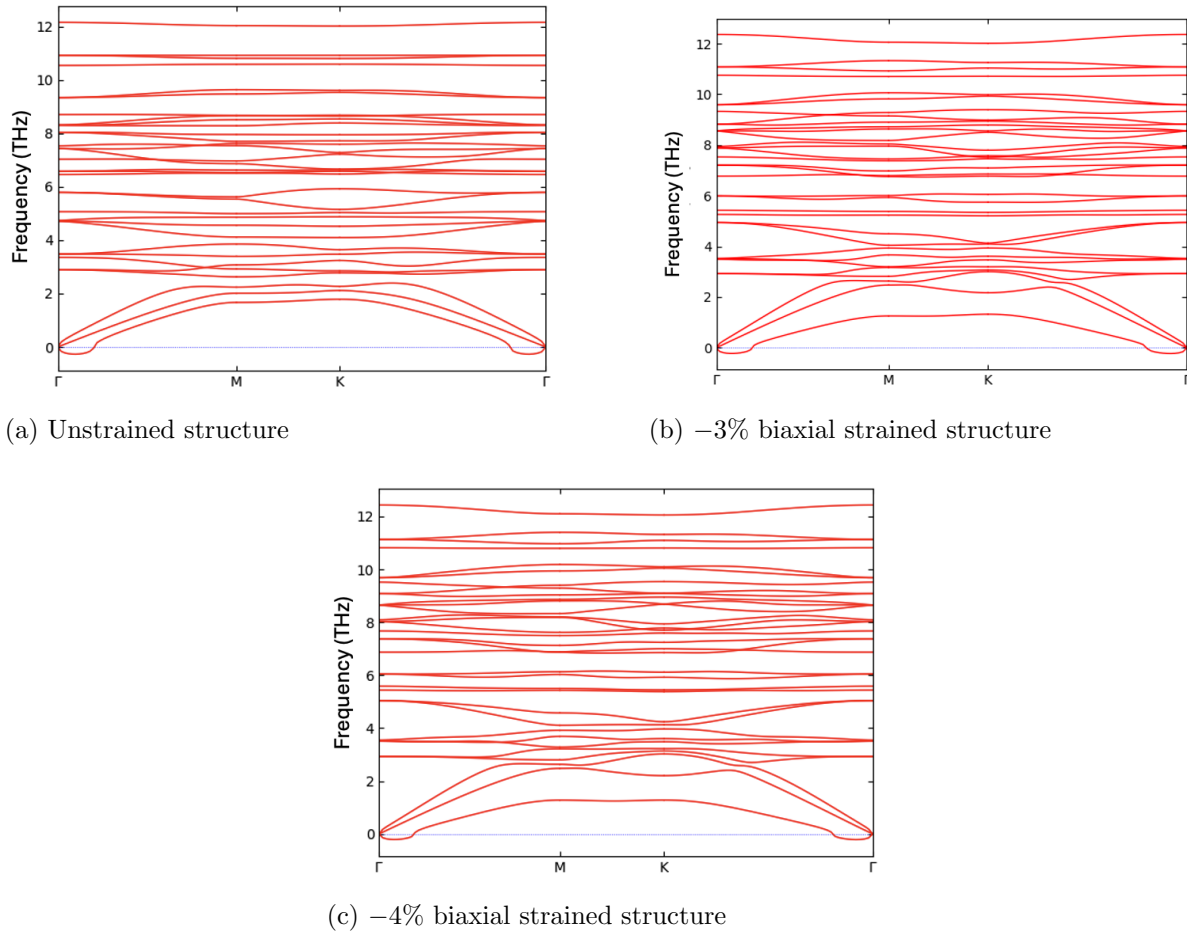 12
10
8
6
4
2
0
Frequency (THz)
Γ
M
K
Γ
(a) Unstrained structure
12
10
8
6
4
2
0
Frequency (THz)
Γ
M
K
Γ
(b) −3% biaxial strained structure
12
10
8
6
4
2
0
Frequency (THz)
Γ
M
K
Γ
(c) −4% biaxial strained structure